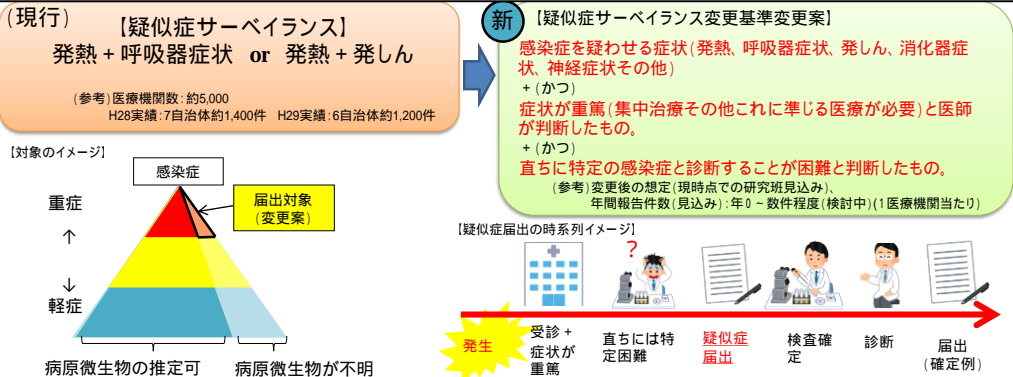 (現行)
【疑似症サーベイランス】
発熱+呼吸器症状 or 発熱+発しん
(参考)医療機関数:約5,000
H28実績:7自治体約1,400件 H29実績:6自治体約1,200件
新
【疑似症サーベイランス変更基準変更案】
感染症を疑わせる症状(発熱、呼吸器症状、発しん、消化器症
状、神経症状その他)
+(かつ)
症状が重篤(集中治療その他これに準じる医療が必要)と医師
が判断したもの。
+(かつ)
直ちに特定の感染症と診断することが困難と判断したもの。
(参考)変更後の想定(現時点での研究班見込み)、
年間報告件数(見込み):年0~数件程度(検討中)(1医療機関当たり)
【対象のイメージ】
感染症
届出対象
(変更案)
重症
↑
↓
軽症
病原微生物の推定可
病原微生物が不明
【疑似症届出の時系列イメージ】
?
発生
受診+
症状が
重篤
直ちには特
定困難
疑似症
届出
検査確
定
診断
届出
(確定例)